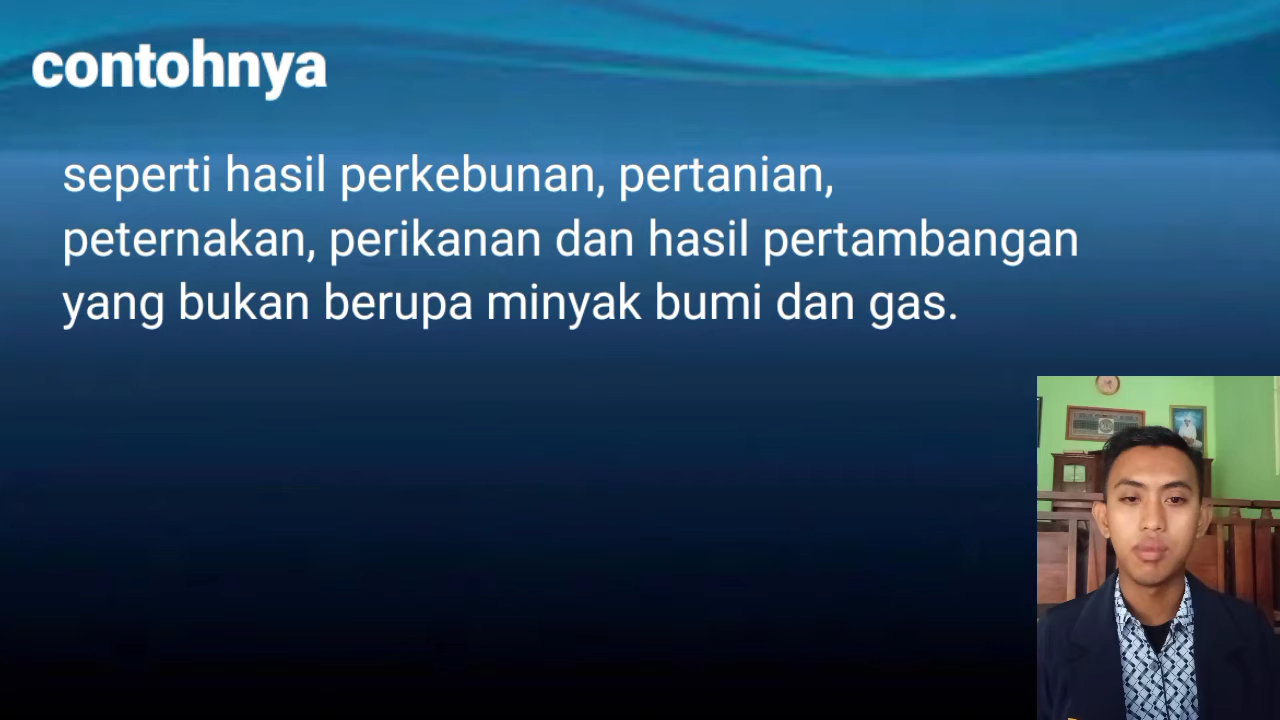 contohnya
seperti hasil perkebunan, pertanian,
peternakan, perikanan dan hasil pertambangan
yang bukan berupa minyak bumi dan gas.